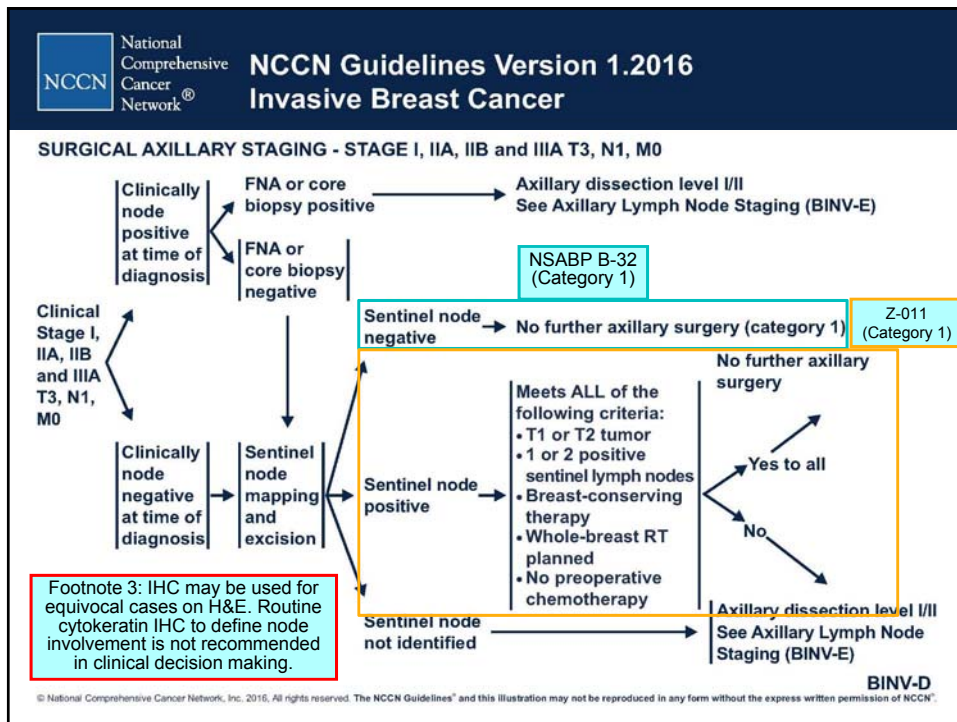 National
Comprehensive
Cancer
Network®
NCCN
NCCN Guidelines Version 1.2016
Invasive Breast Cancer
SURGICAL AXILLARY STAGING - STAGE I, IIA, IIB and IIIA T3, N1, M0
Clinically
node
positive
at time of
diagnosis
FNA or core
biopsy positive
Axillary dissection level I/II
See Axillary Lymph Node Staging (BINV-E)
FNA or
core biopsy
negative
NSABP B-32
(Category 1)
Clinical
Stage I,
IIA, IIB
and IIIA
T3, N1,
M0
Sentinel node
negative
No further axillary surgery (category 1)
Z-011
(Category 1)
No further axillary
surgery
Clinically
node
negative
at time of
diagnosis
Sentinel
node
mapping
and
excision
Sentinel node
positive
Meets ALL of the
following criteria:
• T1 or T2 tumor
• 1 or 2 positive
sentinel lymph nodes
• Breast-conserving
therapy
• Whole-breast RT
planned
• No preoperative
chemotherapy
Yes to all
No
Footnote 3: IHC may be used for
equivocal cases on H&E. Routine
cytokeratin IHC to define node
involvement is not recommended
in clinical decision making.
Sentinel node
not identified
Axillary dissection level I/II
See Axillary Lymph Node
Staging (BINV-E)
BINV-D
© National Comprehensive Cancer Network, Inc. 2016, All rights reserved. The NCCN Guidelines® and this illustration may not be reproduced in any form without the express written permission of NCCN®.